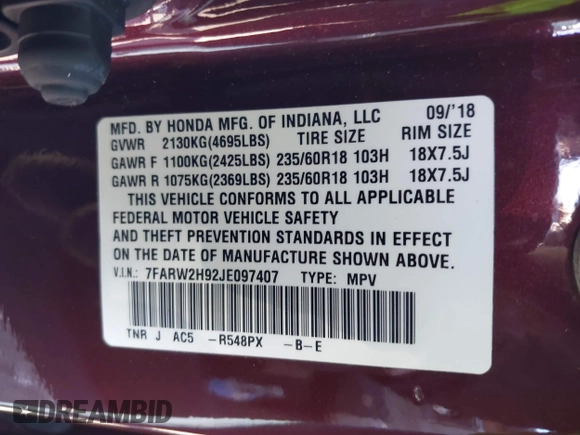 MFD. BY HONDA MFG. OF INDIANA, LLC 09/'18
GVWR 2130KG(4695LBS) TIRE SIZE RIM SIZE
GAWR F 1100KG(2425LBS) 235/60R18 103H 18X7.5J
GAWR R 1075KG(2369LBS) 235/60R18 103H 18X7.5J
THIS VEHICLE CONFORMS TO ALL APPLICABLE
FEDERAL MOTOR VEHICLE SAFETY
AND THEFT PREVENTION STANDARDS IN EFFECT
ON THE DATE OF MANUFACTURE SHOWN ABOVE.
V.I.N.: 7FARW2H92JE097407 TYPE: MPV
TNR J AC5 -R548PX -B-E
DREAMBID